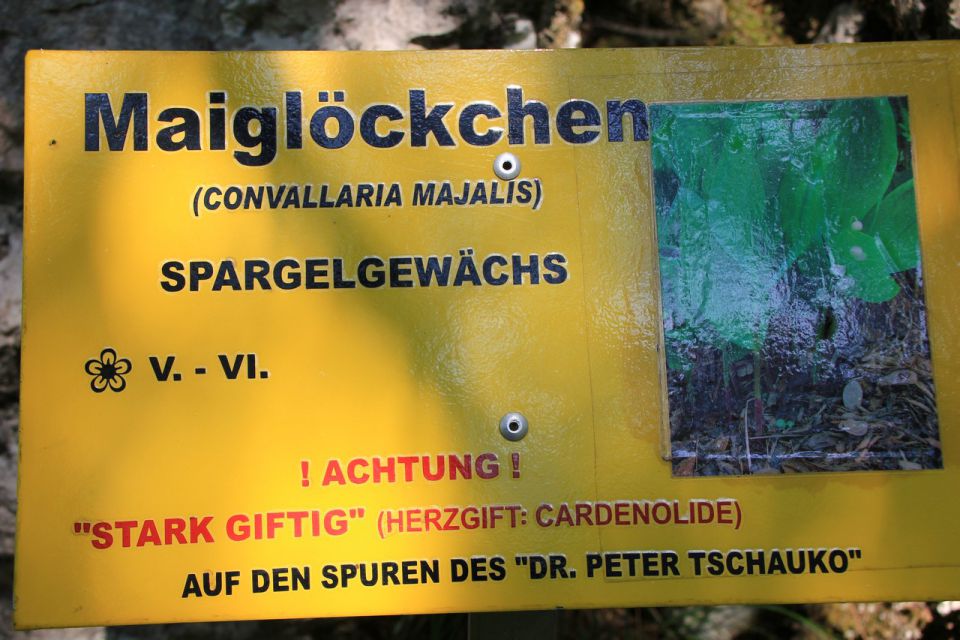 Maiglöckchen
(CONVALLARIA MAJALIS)
SPARGELGEWÄCHS
V. - VI.
! ACHTUNG !
"STARK GIFTIG" (HERZGIFT: CARDENOLIDE)
AUF DEN SPUREN DES "DR. PETER TSCHAUKO"